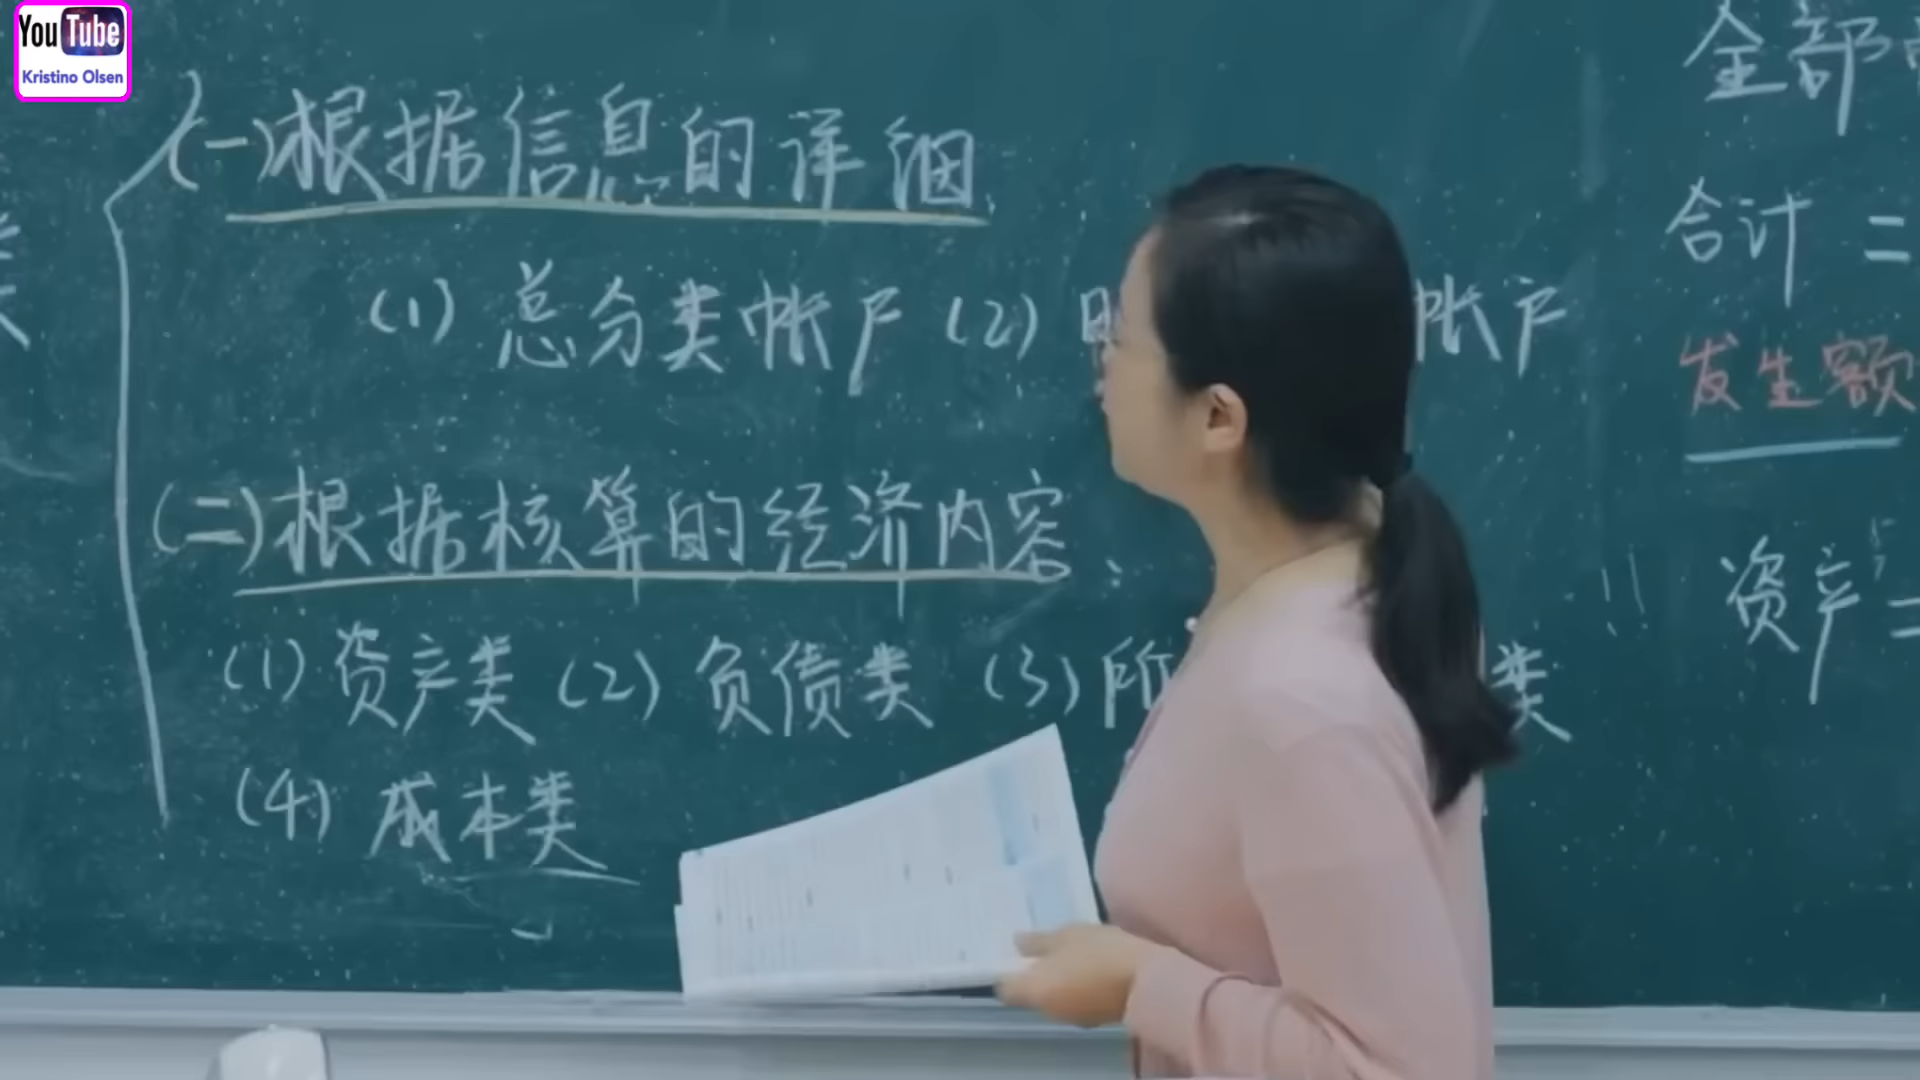 YouTube
Kristino Olsen
(一)根据信息的详细
(1) 总分类帐户 (2) 帐户
(二)根据核算的经济内容
(1) 资产类 (2) 负债类 (3) 所 类
(4) 成本类
全部
合计 =
发生额
资产 =